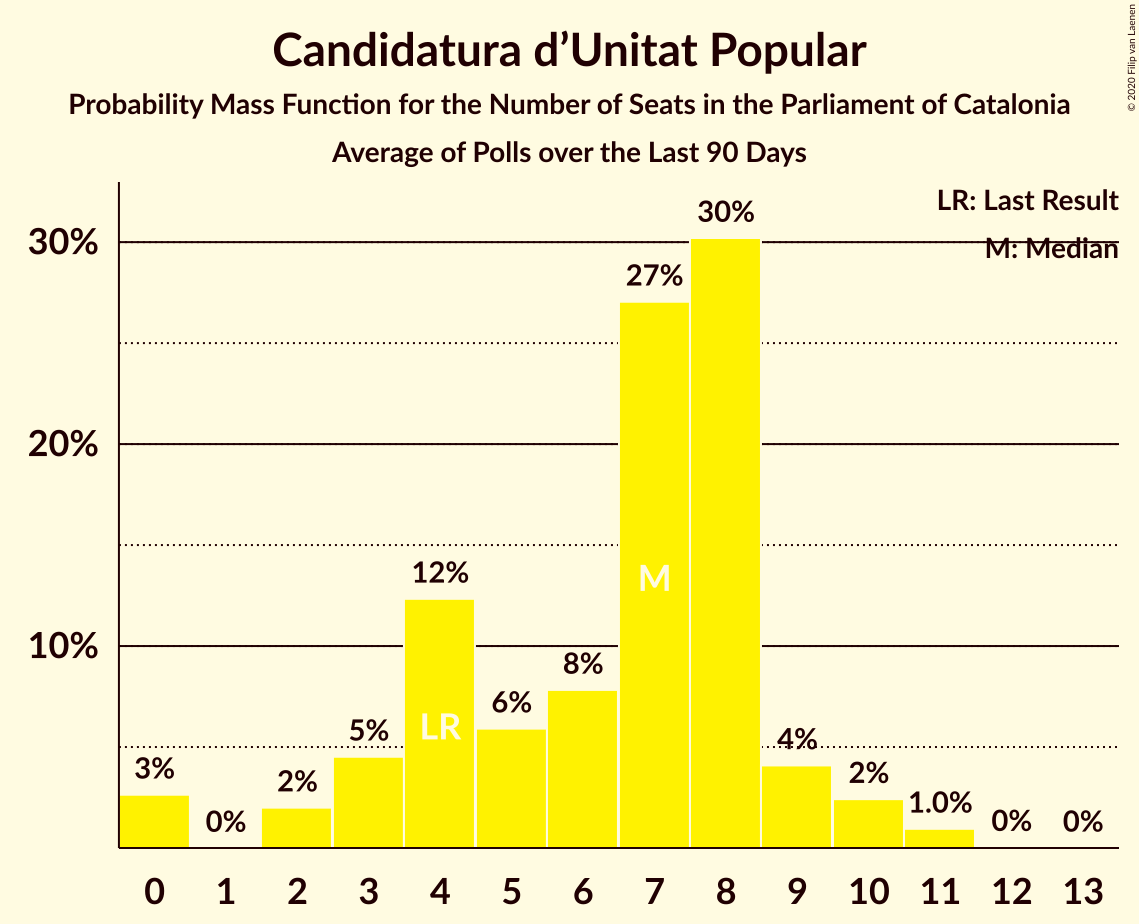 Candidatura d’Unitat Popular
Probability Mass Function for the Number of Seats in the Parliament of Catalonia
Average of Polls over the Last 90 Days
© 2020 Filip van Laenen
LR: Last Result
M: Median
30%
20%
10%
3%
0%
2%
5%
12%
6%
8%
27%
30%
4%
2%
1.0%
0%
0%
LR
M
0 1 2 3 4 5 6 7 8 9 10 11 12 13